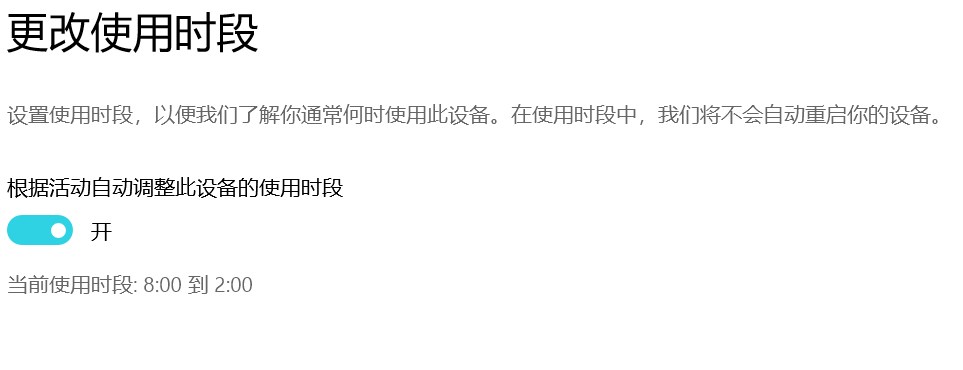 更改使用时段
设置使用时段，以便我们了解你通常何时使用此设备。在使用时段中，我们将不会自动重启你的设备。
根据活动自动调整此设备的使用时段
开
当前使用时段: 8:00 到 2:00